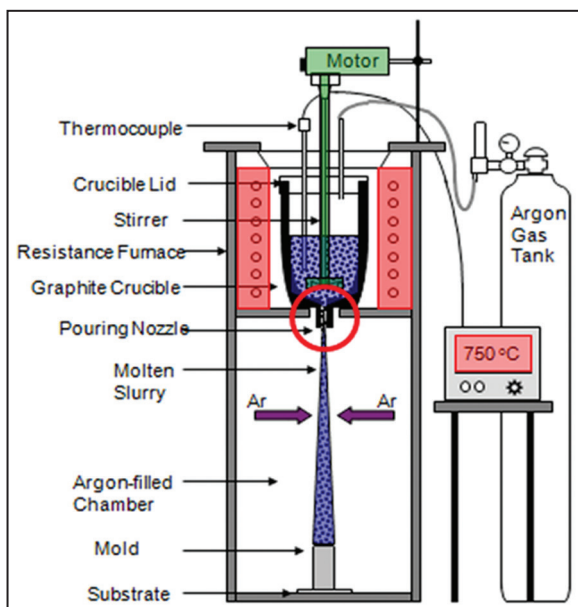 Motor
Thermocouple
Crucible Lid
Stirrer
Resistance Furnace
Graphite Crucible
Pouring Nozzle
Molten
Slurry
Ar
Ar
Argon-filled
Chamber
Mold
Substrate
Argon
Gas
Tank
750 °C